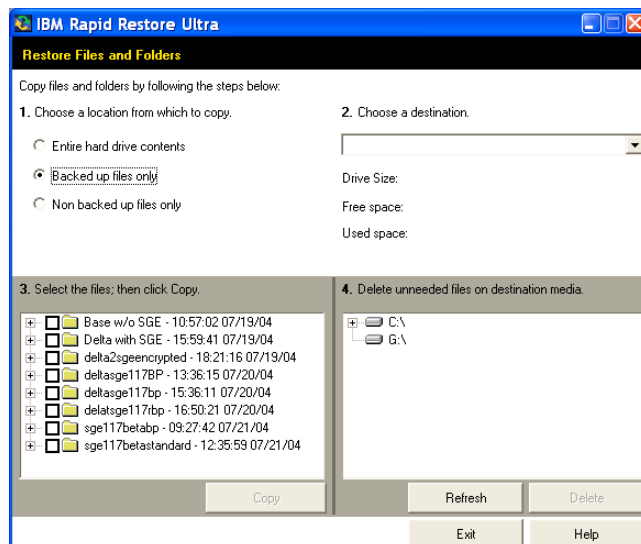 IBM Rapid Restore Ultra
Restore Files and Folders
Copy files and folders by following the steps below:
1. Choose a location from which to copy.
Entire hard drive contents
Backed up files only
Non backed up files only
2. Choose a destination.
Drive Size:
Free space:
Used space:
3. Select the files; then click Copy.
Base w/o SGE - 10:57:02 07/19/04
Delta with SGE - 15:59:41 07/19/04
delta2sgeencrypted - 18:21:16 07/19/04
deltasge117BP - 13:36:15 07/20/04
deltasge117bp - 15:36:11 07/20/04
delatsge117rbp - 16:50:21 07/20/04
sge117betabp - 09:27:42 07/21/04
sge117betastandard - 12:35:59 07/21/04
Copy
4. Delete unneeded files on destination media.
C:\
G:\
Refresh
Delete
Exit
Help